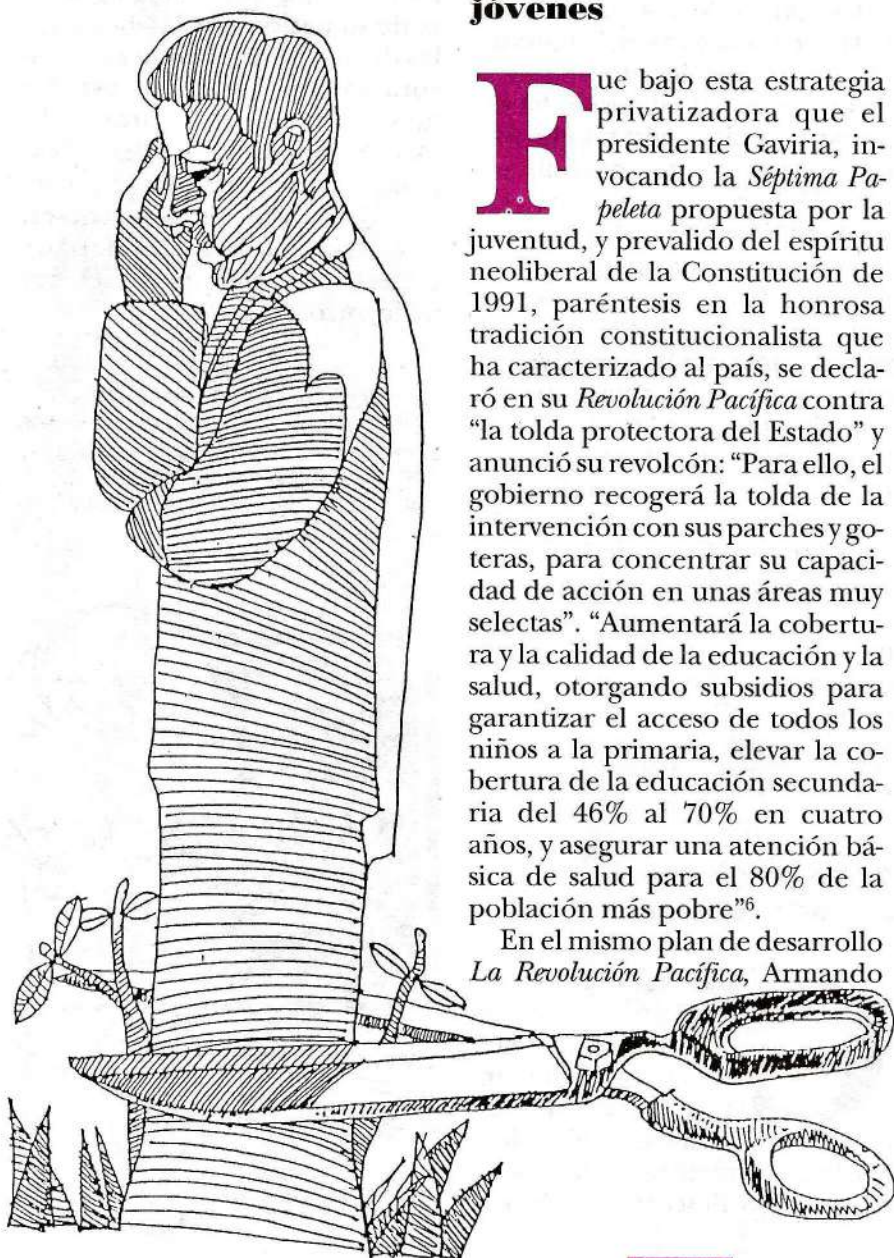 jóvenes
Fue bajo esta estrategia
privatizadora que el
presidente Gaviria, in-
vocando la Séptima Pa-
peleta propuesta por la
juventud, y prevalido del espíritu
neoliberal de la Constitución de
1991, paréntesis en la honrosa
tradición constitucionalista que
ha caracterizado al país, se decla-
ró en su Revolución Pacífica contra
“la tolda protectora del Estado” y
anunció su revolcón: “Para ello, el
gobierno recogerá la tolda de la
intervención con sus parches y go-
teras, para concentrar su capaci-
dad de acción en unas áreas muy
selectas”. “Aumentará la cobertu-
ra y la calidad de la educación y la
salud, otorgando subsidios para
garantizar el acceso de todos los
niños a la primaria, elevar la co-
bertura de la educación secunda-
ria del 46% al 70% en cuatro
años, y asegurar una atención bá-
sica de salud para el 80% de la
población más pobre”⁶.
En el mismo plan de desarrollo
La Revolución Pacífica, Armando